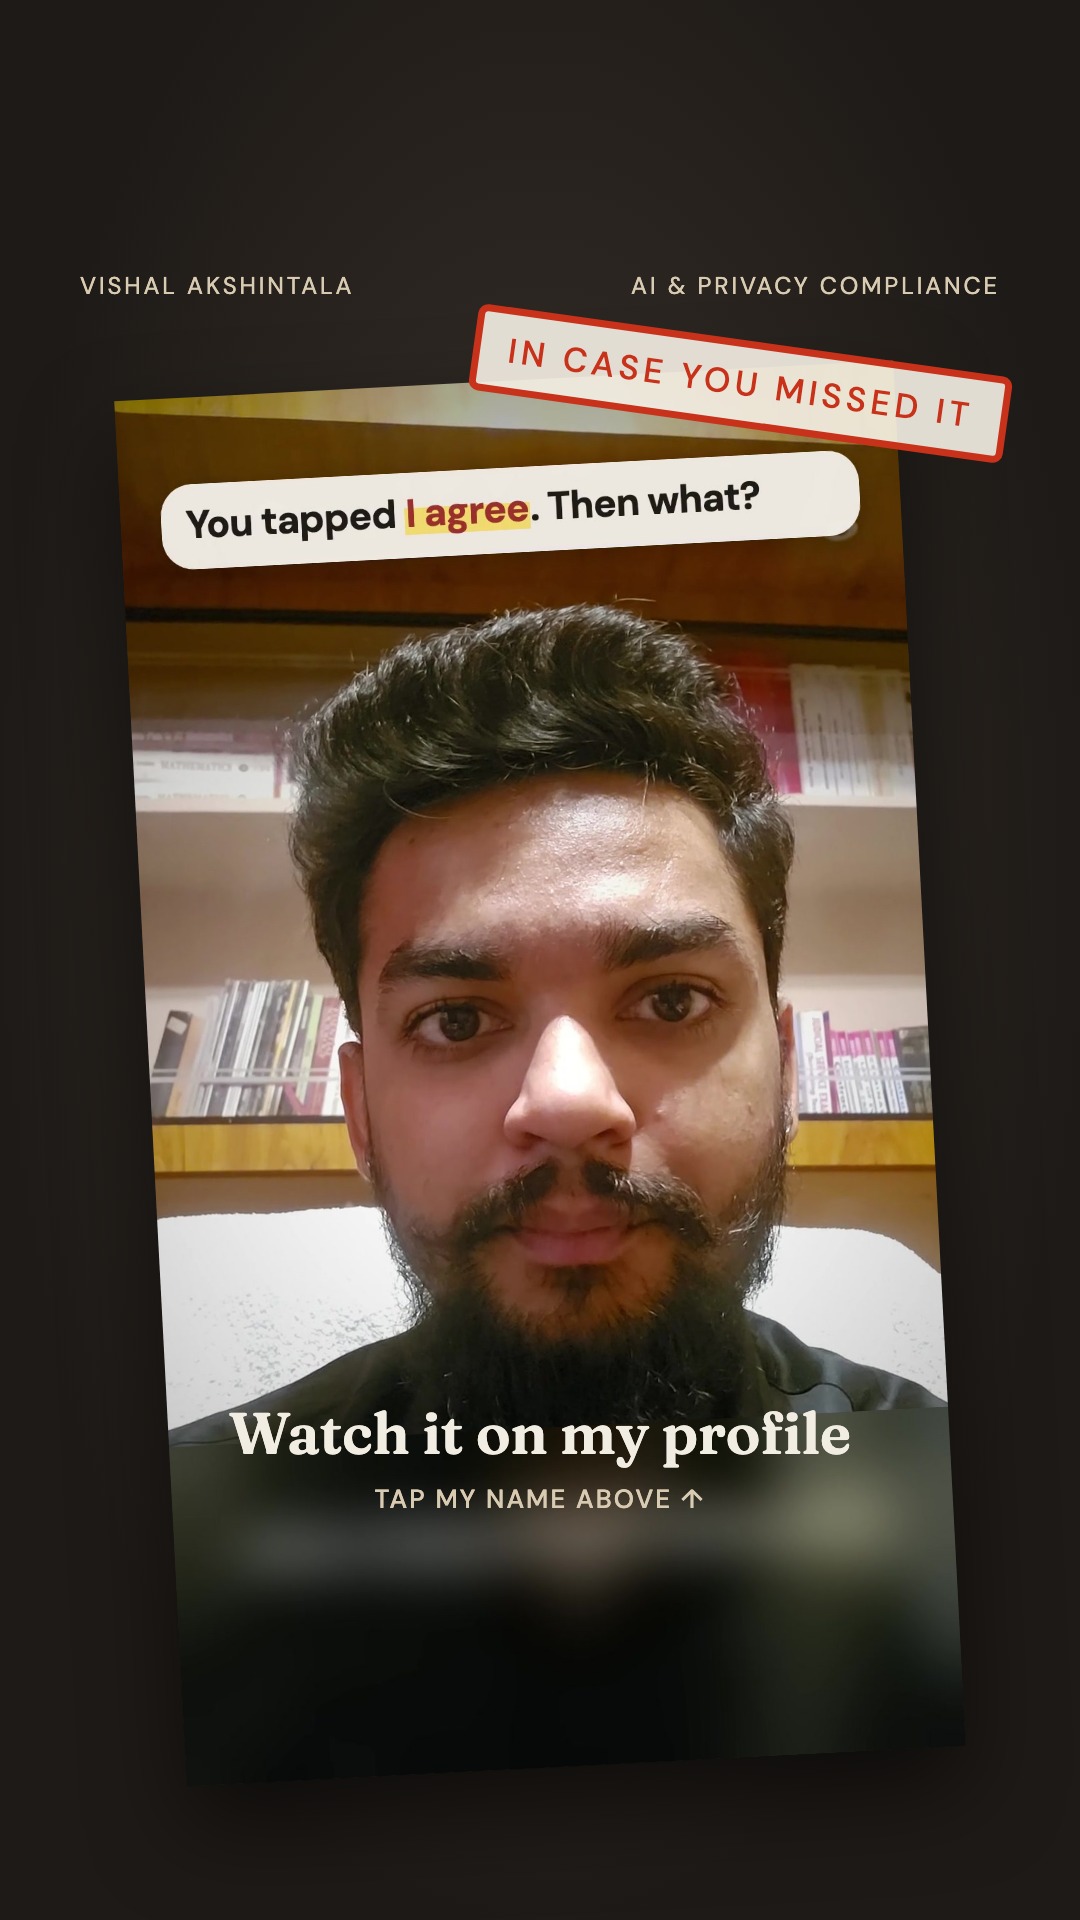 VISHAL AKSHINTALA
AI & PRIVACY COMPLIANCE
IN CASE YOU MISSED IT
You tapped I agree. Then what?
MATHEMATICS
Watch it on my profile
TAP MY NAME ABOVE ↑